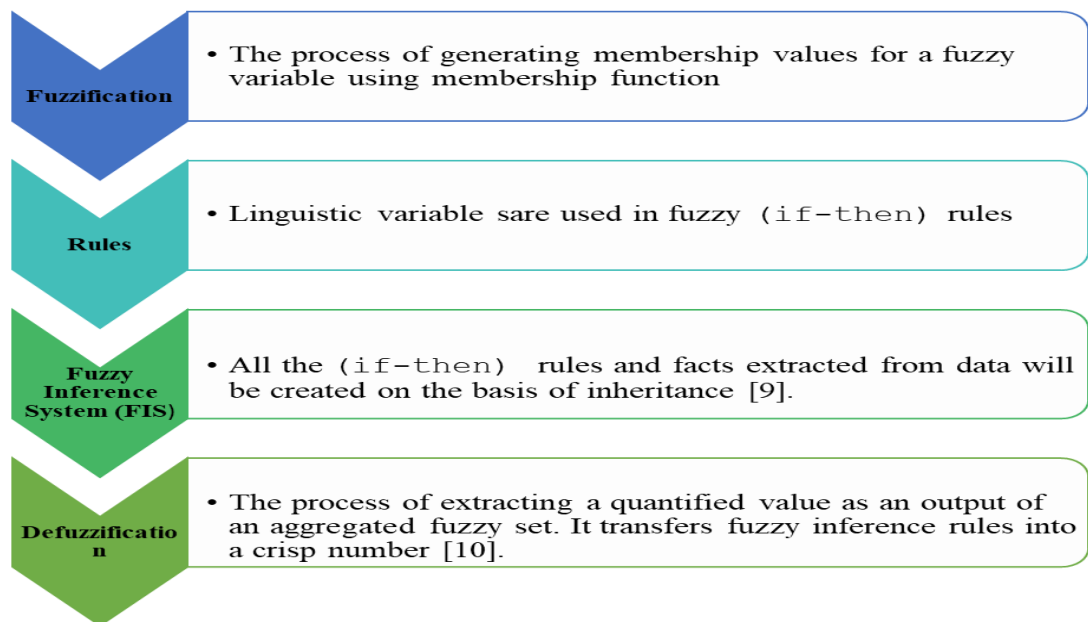 Fuzzification
• The process of generating membership values for a fuzzy
variable using membership function
Rules
• Linguistic variable sare used in fuzzy (if-then) rules
Fuzzy
Inference
System (FIS)
• All the (if-then) rules and facts extracted from data will
be created on the basis of inheritance [9].
Defuzzificatio
n
• The process of extracting a quantified value as an output of
an aggregated fuzzy set. It transfers fuzzy inference rules into
a crisp number [10].